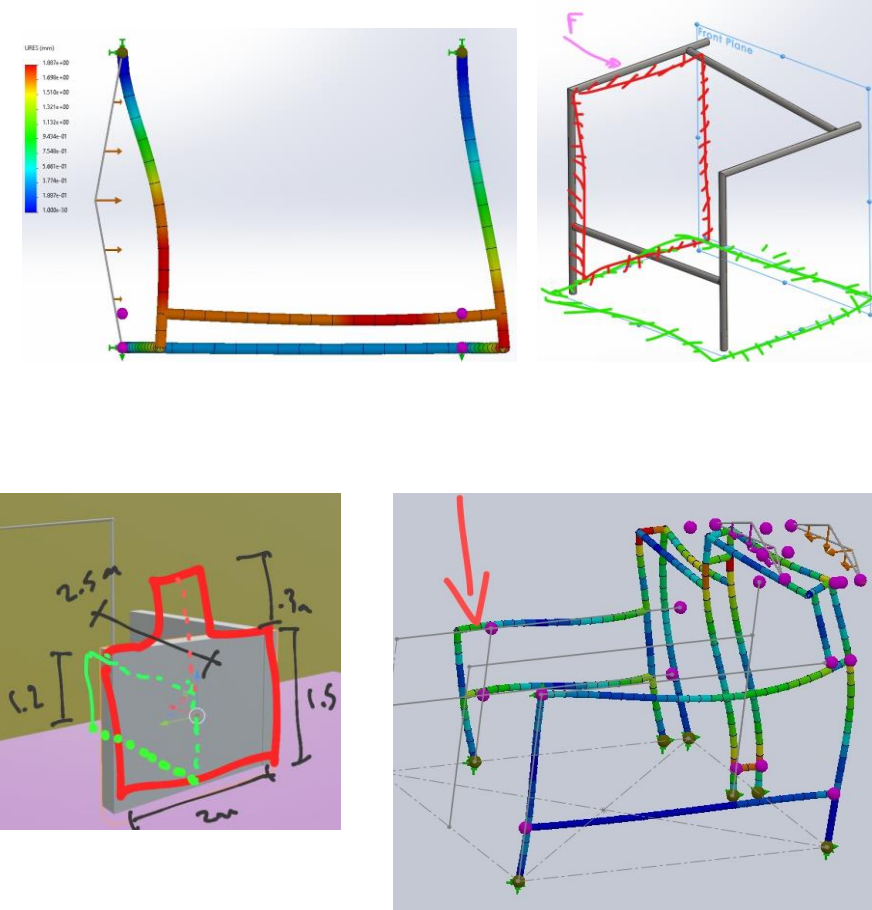 URES (mm)
1.887e+00
1.698e+00
1.510e+00
1.321e+00
1.132e+00
9.434e-01
7.548e-01
5.661e-01
3.774e-01
1.887e-01
1.000e-30
F
Front Plane
2.5m
.3m
1.2
1.5
2m